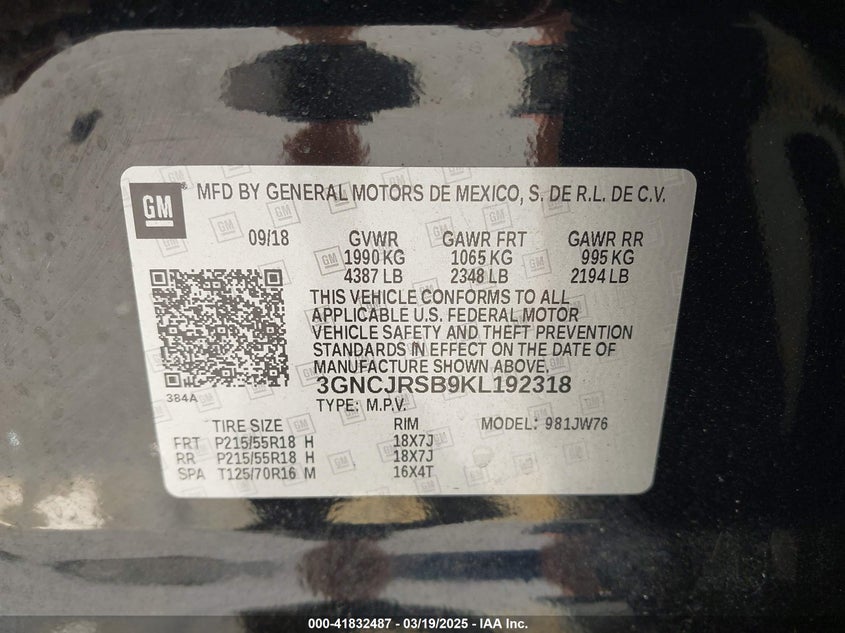 GM
MFD BY GENERAL MOTORS DE MEXICO, S. DE R.L. DE C.V.
09/18 GVWR GAWR FRT GAWR RR
1990 KG 1065 KG 995 KG
4387 LB 2348 LB 2194 LB
THIS VEHICLE CONFORMS TO ALL
APPLICABLE U.S. FEDERAL MOTOR
VEHICLE SAFETY AND THEFT PREVENTION
STANDARDS IN EFFECT ON THE DATE OF
MANUFACTURE SHOWN ABOVE.
384A
3GNCJRSB9KL192318
TYPE: M.P.V.
TIRE SIZE RIM MODEL: 981JW76
FRT P215/55R18 H 18X7J
RR P215/55R18 H 18X7J
SPA T125/70R16 M 16X4T
000-41832487 - 03/19/2025 - IAA Inc.